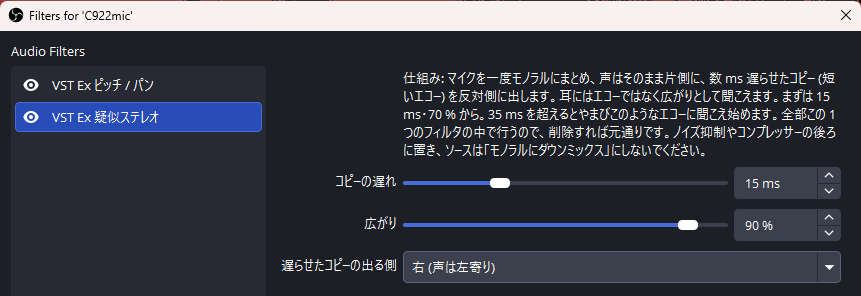 Filters for 'C922mic'
Audio Filters
VST Ex ピッチ / パン
VST Ex 疑似ステレオ
仕組み: マイクを一度モノラルにまとめ、声はそのまま片側に、数 ms 遅らせたコピー (短
いエコー) を反対側に出します。耳にはエコーではなく広がりとして聞こえます。まずは 15
ms・70 % から。35 ms を超えるとやまびこのようなエコーに聞こえ始めます。全部この 1
つのフィルタの中で行うので、削除すれば元通りです。ノイズ抑制やコンプレッサーの後ろ
に置き、ソースは「モノラルにダウンミックス」にしないでください。
コピーの遅れ
15 ms
広がり
90 %
遅らせたコピーの出る側
右 (声は左寄り)